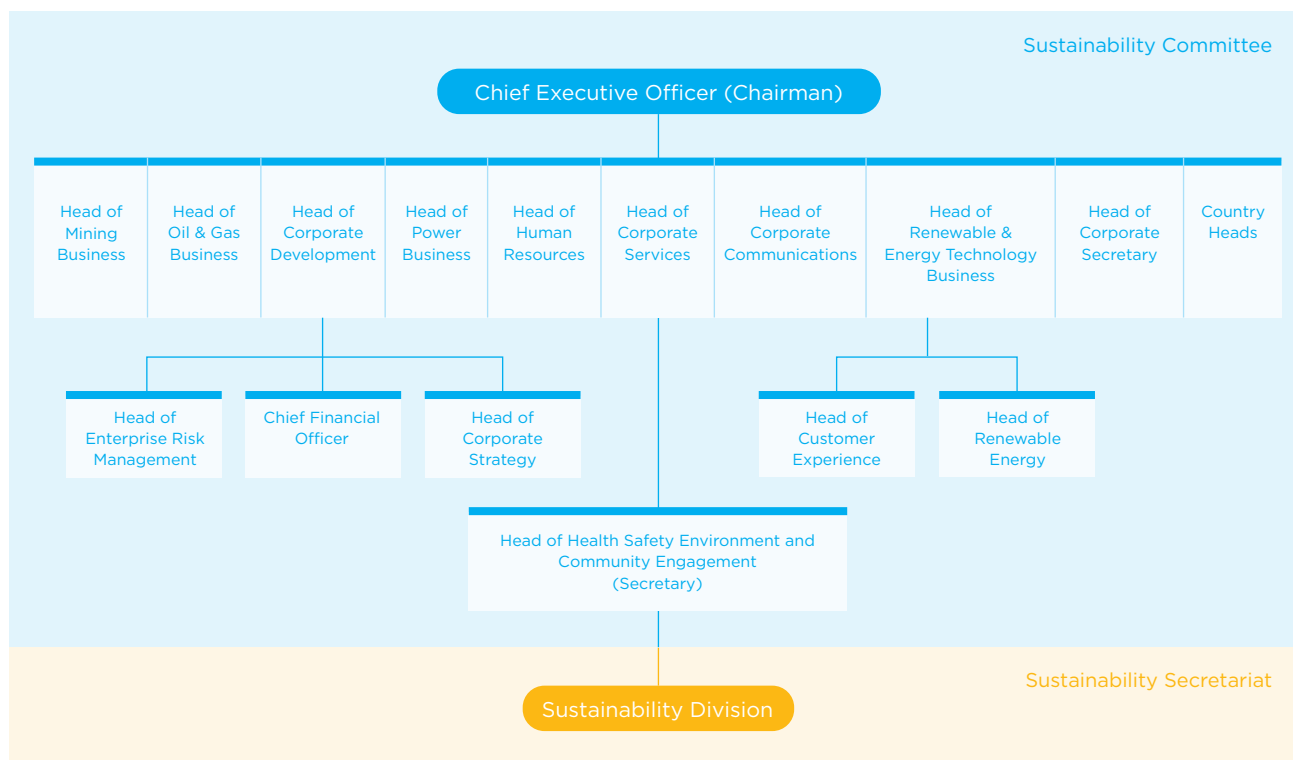 Sustainability Committee
Chief Executive Officer (Chairman)
Head of
Mining
Business
Head of
Oil & Gas
Business
Head of
Corporate
Development
Head of
Power
Business
Head of
Human
Resources
Head of
Corporate
Services
Head of
Corporate
Communications
Head of
Renewable &
Energy Technology
Business
Head of
Corporate
Secretary
Country
Heads
Head of
Enterprise Risk
Management
Chief Financial
Officer
Head of
Corporate
Strategy
Head of
Customer
Experience
Head of
Renewable
Energy
Head of Health Safety Environment and
Community Engagement
(Secretary)
Sustainability Secretariat
Sustainability Division